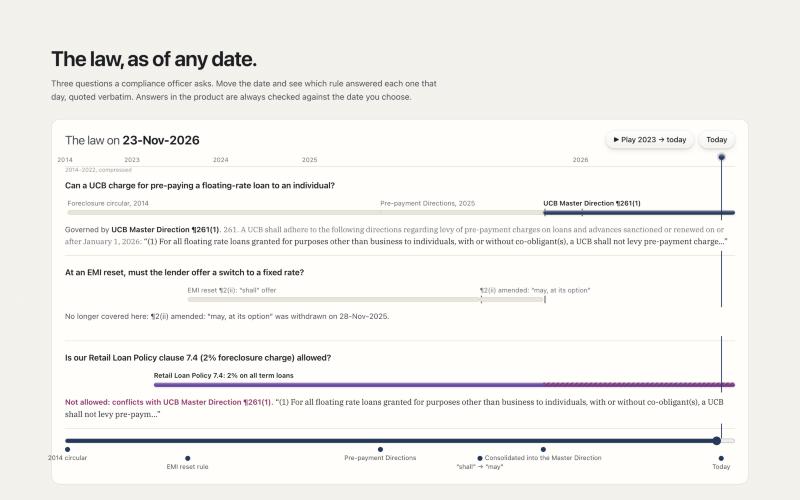 The law, as of any date.
Three questions a compliance officer asks. Move the date and see which rule answered each one that
day, quoted verbatim. Answers in the product are always checked against the date you choose.
The law on 23-Nov-2026
▶ Play 2023 → today
Today
2014 2023 2024 2025 2026
2014–2022, compressed
Can a UCB charge for pre-paying a floating-rate loan to an individual?
Foreclosure circular, 2014 Pre-payment Directions, 2025 UCB Master Direction ¶261(1)
Governed by UCB Master Direction ¶261(1). 261. A UCB shall adhere to the following directions regarding levy of pre-payment charges on loans and advances sanctioned or renewed on or
after January 1, 2026: “(1) For all floating rate loans granted for purposes other than business to individuals, with or without co-obligant(s), a UCB shall not levy pre-payment charge...”
At an EMI reset, must the lender offer a switch to a fixed rate?
EMI reset ¶2(ii): “shall” offer ¶2(ii) amended: “may, at its option”
No longer covered here: ¶2(ii) amended: “may, at its option” was withdrawn on 28-Nov-2025.
Is our Retail Loan Policy clause 7.4 (2% foreclosure charge) allowed?
Retail Loan Policy 7.4: 2% on all term loans
Not allowed: conflicts with UCB Master Direction ¶261(1). “(1) For all floating rate loans granted for purposes other than business to individuals, with or without co-obligant(s), a UCB
shall not levy pre-paym...”
2014 circular Pre-payment Directions Consolidated into the Master Direction
EMI reset rule “shall” → “may” Today